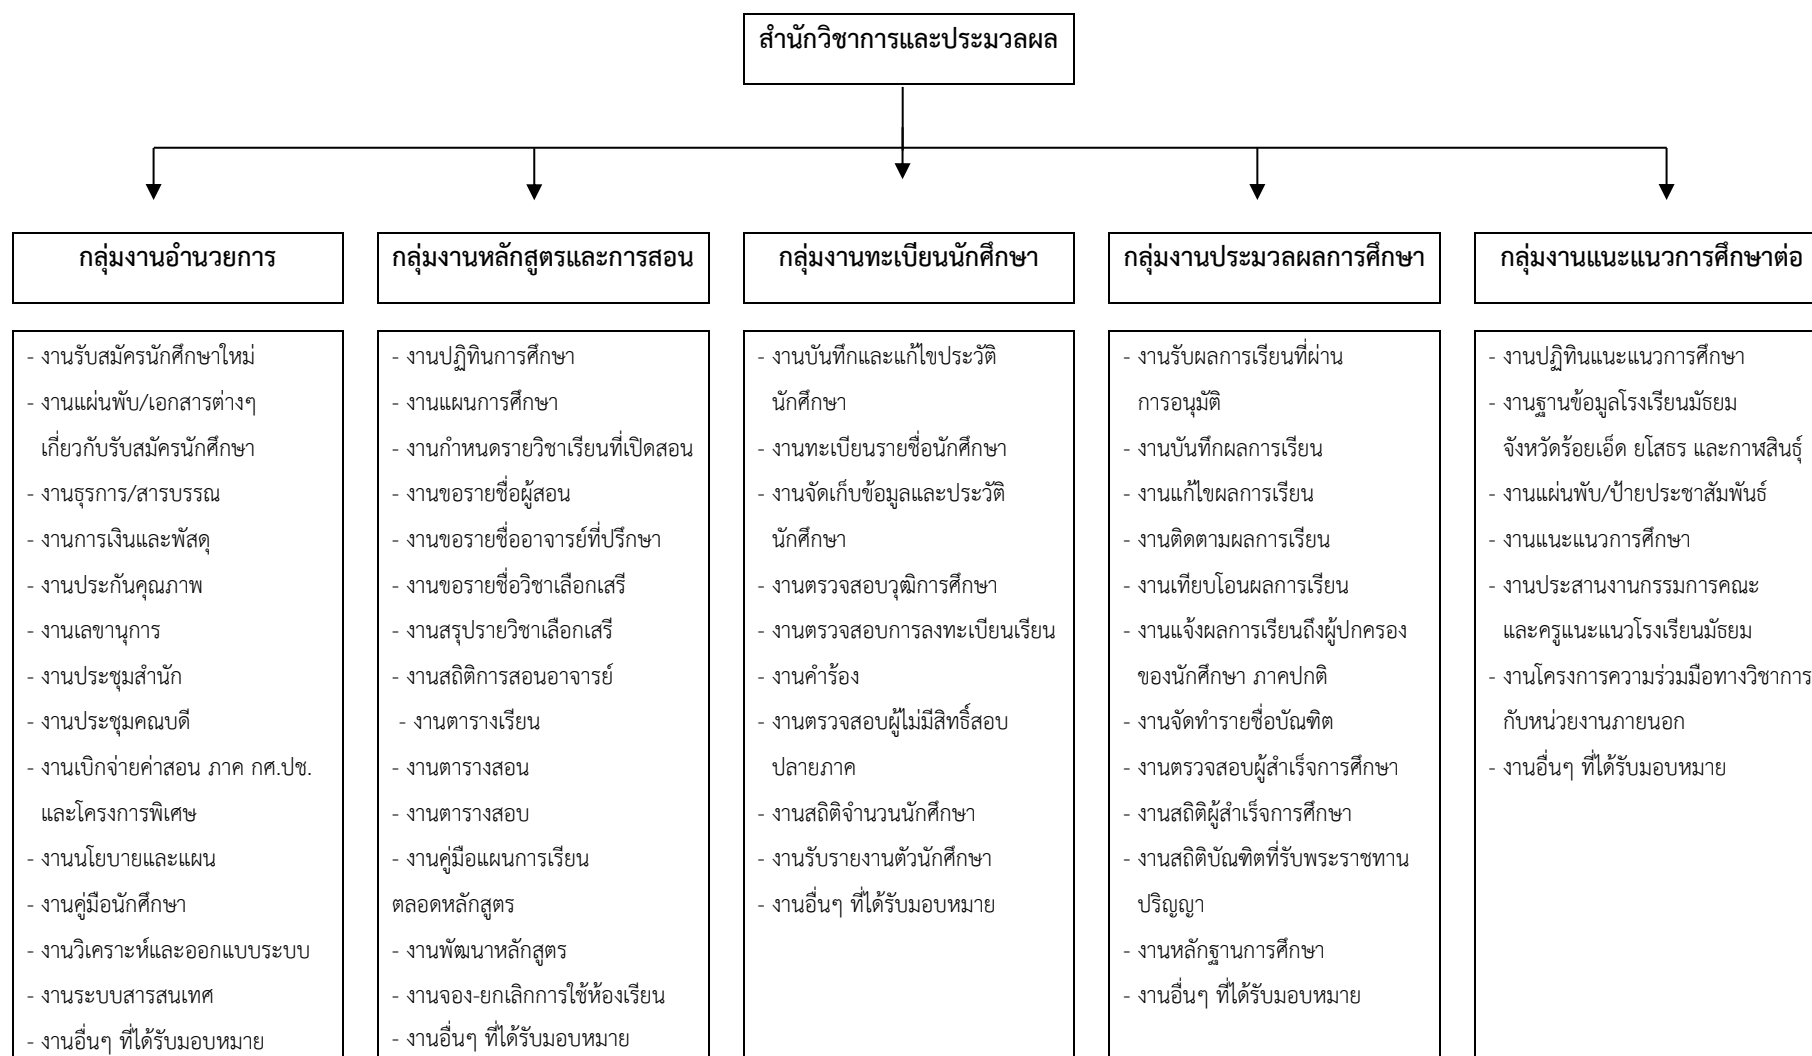 สำนักวิชาการและประมวลผล
กลุ่มงานอำนวยการ
- งานรับสมัครนักศึกษาใหม่
- งานแผ่นพับ/เอกสารต่างๆ
เกี่ยวกับรับสมัครนักศึกษา
- งานธุรการ/สารบรรณ
- งานการเงินและพัสดุ
- งานประกันคุณภาพ
- งานเลขานุการ
- งานประชุมสำนัก
- งานประชุมคณบดี
- งานเบิกจ่ายค่าสอน ภาค กศ.ปช.
และโครงการพิเศษ
- งานนโยบายและแผน
- งานคู่มือนักศึกษา
- งานวิเคราะห์และออกแบบระบบ
- งานระบบสารสนเทศ
- งานอื่นๆ ที่ได้รับมอบหมาย
กลุ่มงานหลักสูตรและการสอน
- งานปฏิทินการศึกษา
- งานแผนการศึกษา
- งานกำหนดรายวิชาเรียนที่เปิดสอน
- งานขอรายชื่อผู้สอน
- งานขอรายชื่ออาจารย์ที่ปรึกษา
- งานขอรายชื่อวิชาเลือกเสรี
- งานสรุปรายวิชาเลือกเสรี
- งานสถิติการสอนอาจารย์
- งานตารางเรียน
- งานตารางสอน
- งานตารางสอบ
- งานคู่มือแผนการเรียน
ตลอดหลักสูตร
- งานพัฒนาหลักสูตร
- งานจอง-ยกเลิกการใช้ห้องเรียน
- งานอื่นๆ ที่ได้รับมอบหมาย
กลุ่มงานทะเบียนนักศึกษา
- งานบันทึกและแก้ไขประวัติ
นักศึกษา
- งานทะเบียนรายชื่อนักศึกษา
- งานจัดเก็บข้อมูลและประวัติ
นักศึกษา
- งานตรวจสอบวุฒิการศึกษา
- งานตรวจสอบการลงทะเบียนเรียน
- งานคำร้อง
- งานตรวจสอบผู้ไม่มีสิทธิ์สอบ
ปลายภาค
- งานสถิติจำนวนนักศึกษา
- งานรับรายงานตัวนักศึกษา
- งานอื่นๆ ที่ได้รับมอบหมาย
กลุ่มงานประมวลผลการศึกษา
- งานรับผลการเรียนที่ผ่าน
การอนุมัติ
- งานบันทึกผลการเรียน
- งานแก้ไขผลการเรียน
- งานติดตามผลการเรียน
- งานเทียบโอนผลการเรียน
- งานแจ้งผลการเรียนถึงผู้ปกครอง
ของนักศึกษา ภาคปกติ
- งานจัดทำรายชื่อบัณฑิต
- งานตรวจสอบผู้สำเร็จการศึกษา
- งานสถิติผู้สำเร็จการศึกษา
- งานสถิติบัณฑิตที่รับพระราชทาน
ปริญญา
- งานหลักฐานการศึกษา
- งานอื่นๆ ที่ได้รับมอบหมาย
กลุ่มงานแนะแนวการศึกษาต่อ
- งานปฏิทินแนะแนวการศึกษา
- งานฐานข้อมูลโรงเรียนมัธยม
จังหวัดร้อยเอ็ด ยโสธร และกาฬสินธุ์
- งานแผ่นพับ/ป้ายประชาสัมพันธ์
- งานแนะแนวการศึกษา
- งานประสานงานกรรมการคณะ
และครูแนะแนวโรงเรียนมัธยม
- งานโครงการความร่วมมือทางวิชาการ
กับหน่วยงานภายนอก
- งานอื่นๆ ที่ได้รับมอบหมาย